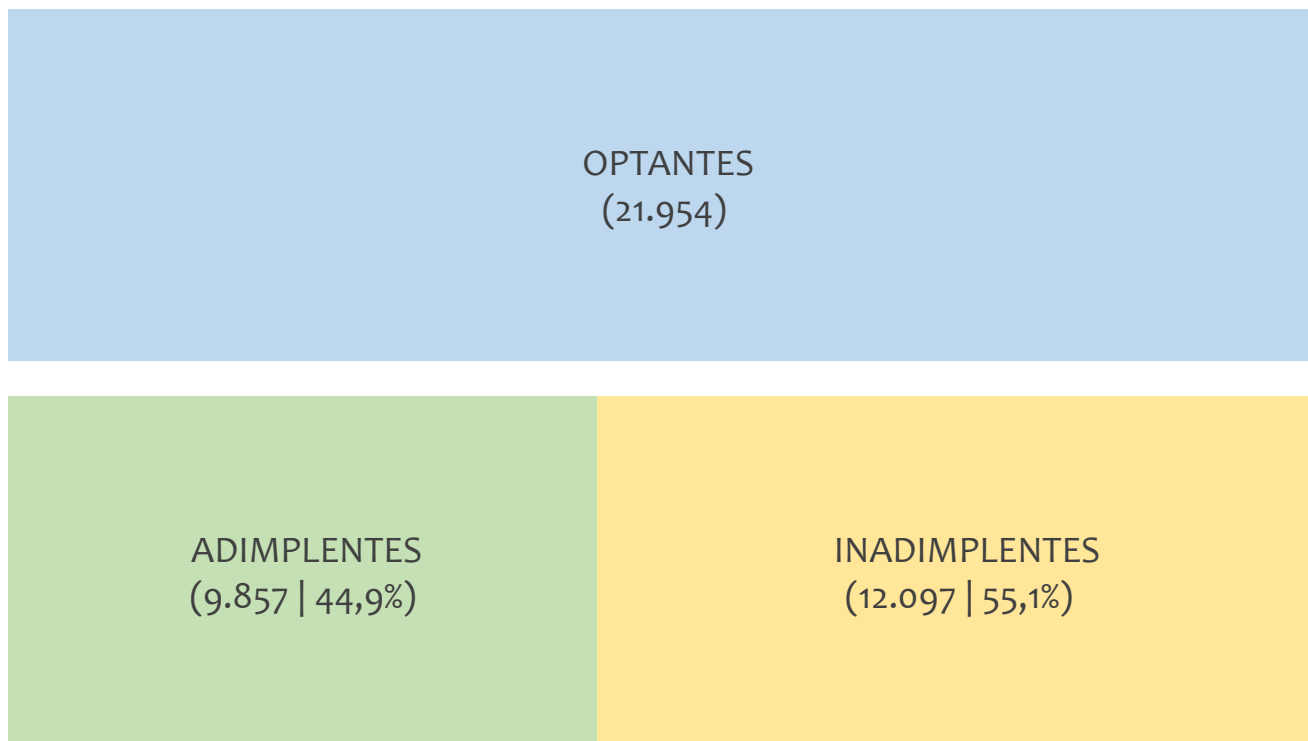 OPTANTES
(21.954)
ADIMPLENTES
(9.857 | 44,9%)
INADIMPLENTES
(12.097 | 55,1%)